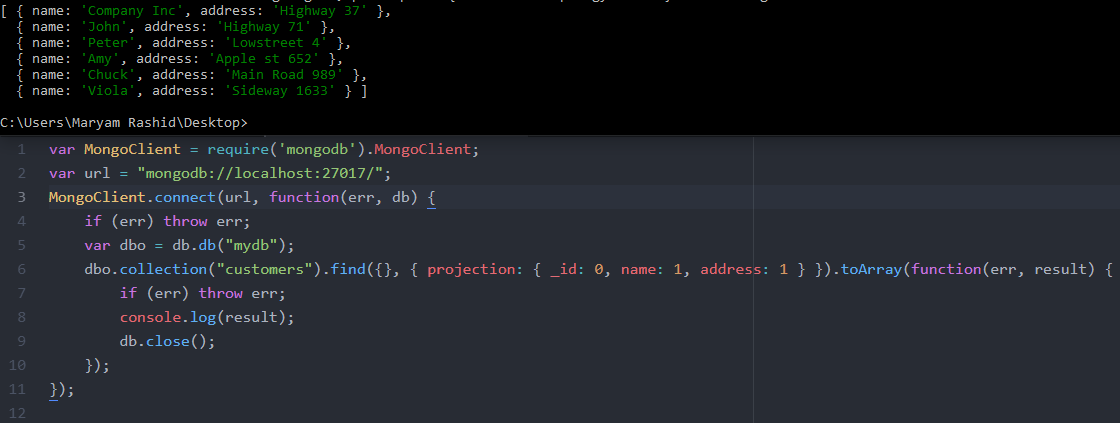 [ { name: 'Company Inc', address: 'Highway 37' },
{ name: 'John', address: 'Highway 71' },
{ name: 'Peter', address: 'Lowstreet 4' },
{ name: 'Amy', address: 'Apple st 652' },
{ name: 'Chuck', address: 'Main Road 989' },
{ name: 'Viola', address: 'Sideway 1633' } ]
C:\Users\Maryam Rashid\Desktop>
1 var MongoClient = require('mongodb').MongoClient;
2 var url = "mongodb://localhost:27017/";
3 MongoClient.connect(url, function(err, db) {
4 if (err) throw err;
5 var dbo = db.db("mydb");
6 dbo.collection("customers").find({}, { projection: { _id: 0, name: 1, address: 1 } }).toArray(function(err, result) {
7 if (err) throw err;
8 console.log(result);
9 db.close();
10 });
11 });
12